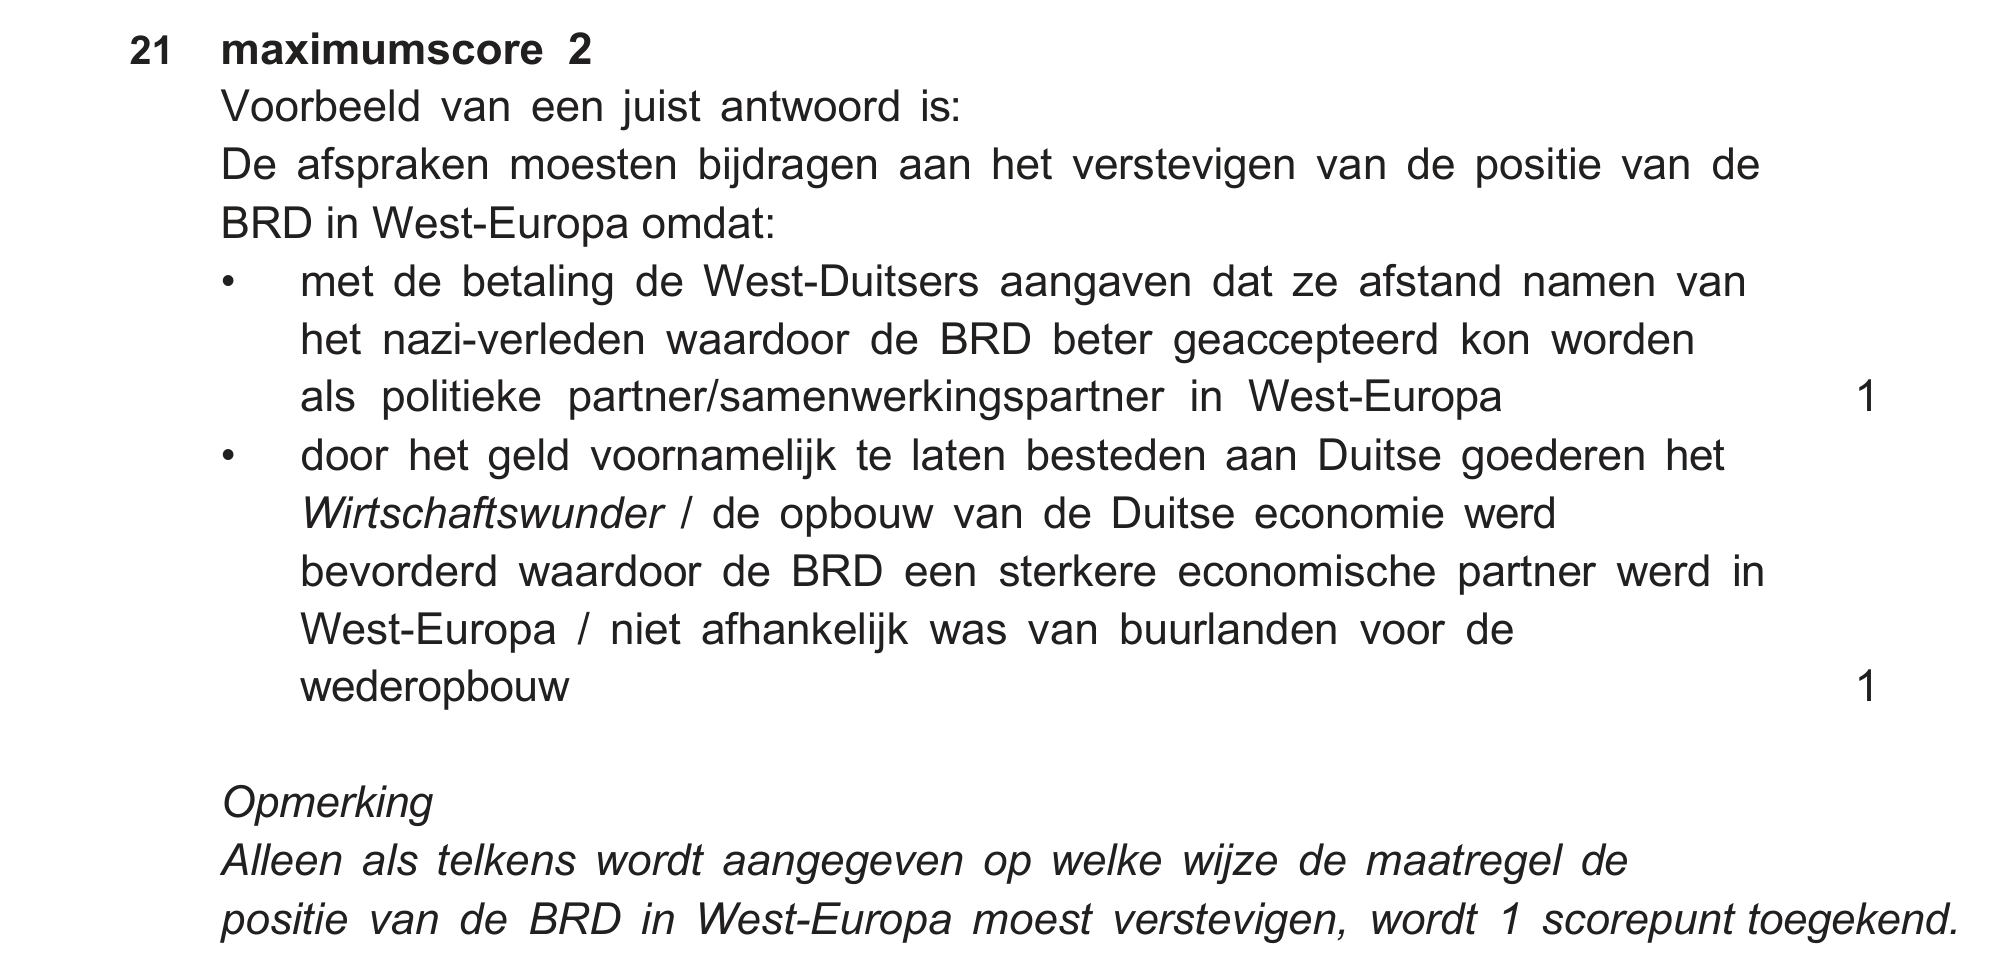 21 maximumscore 2
Voorbeeld van een juist antwoord is:
De afspraken moesten bijdragen aan het verstevigen van de positie van de
BRD in West-Europa omdat:
• met de betaling de West-Duitsers aangaven dat ze afstand namen van
het nazi-verleden waardoor de BRD beter geaccepteerd kon worden
als politieke partner/samenwerkingspartner in West-Europa 1
• door het geld voornamelijk te laten besteden aan Duitse goederen het
Wirtschaftswunder / de opbouw van de Duitse economie werd
bevorderd waardoor de BRD een sterkere economische partner werd in
West-Europa / niet afhankelijk was van buurlanden voor de
wederopbouw 1
Opmerking
Alleen als telkens wordt aangegeven op welke wijze de maatregel de
positie van de BRD in West-Europa moest verstevigen, wordt 1 scorepunt toegekend.